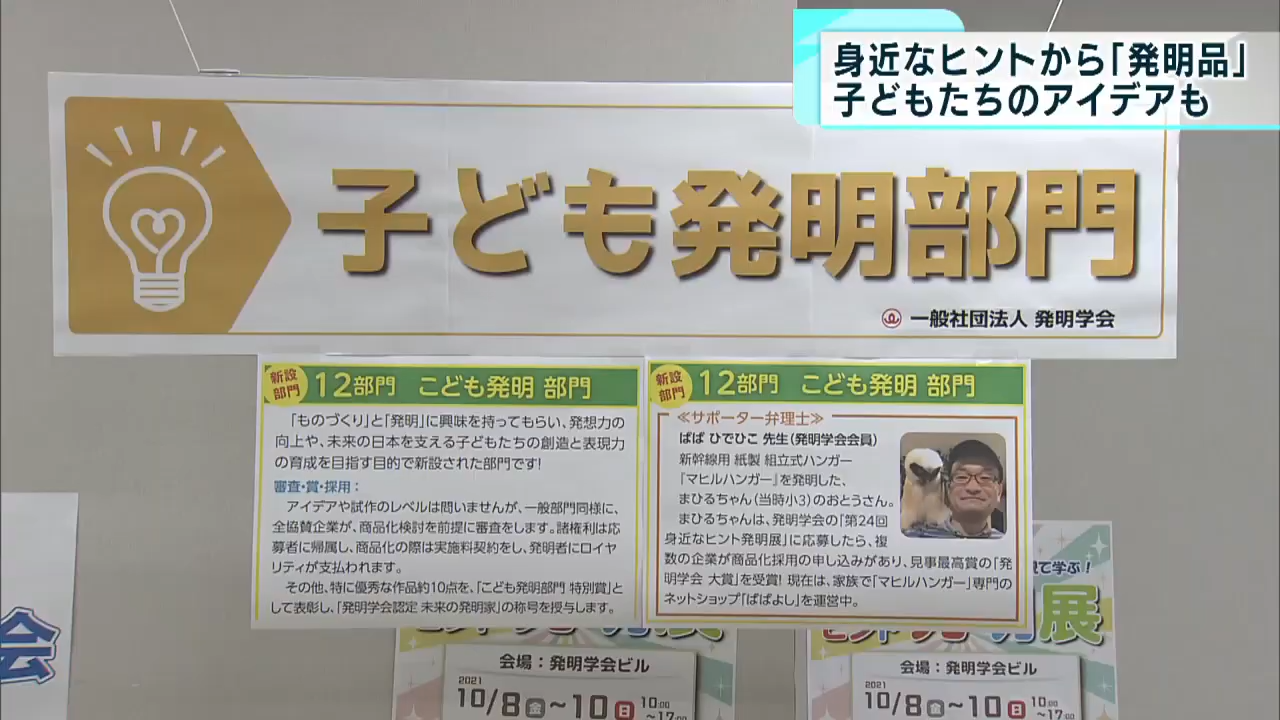 身近なヒントから「発明品」
子どもたちのアイデアも
子ども発明部門
一般社団法人 発明学会
新設
部門
12部門 こども発明 部門
「ものづくり」と「発明」に興味を持ってもらい、発想力の
向上や、未来の日本を支える子どもたちの創造と表現力
の育成を目指す目的で新設された部門です!
審査・賞・採用：
アイデアや試作のレベルは問いませんが、一般部門同様に、
全協賛企業が、商品化検討を前提に審査をします。諸権利は応
募者に帰属し、商品化の際は実施料契約をし、発明者にロイヤ
リティが支払われます。
その他、特に優秀な作品約10点を、「こども発明部門 特別賞」と
して表彰し、「発明学会認定 未来の発明家」の称号を授与します。
新設
部門
12部門 こども発明 部門
≪サポーター弁理士≫
ばば ひでひこ 先生(発明学会会員)
新幹線用 紙製 組立式ハンガー
『マヒルハンガー』を発明した、
まひるちゃん(当時小3)のおとうさん。
まひるちゃんは、発明学会の「第24回
身近なヒント発明展」に応募したら、複
数の企業が商品化採用の申し込みがあり、見事最高賞の「発
明学会 大賞」を受賞! 現在は、家族で「マヒルハンガー」専門の
ネットショップ「ばばよし」を運営中。
会
会場：発明学会ビル
2021
10/8金～10日 10:00
～17:00
て学ぶ!
展
会場：発明学会ビル
2021
10/8金～10日 10:00
～17:00